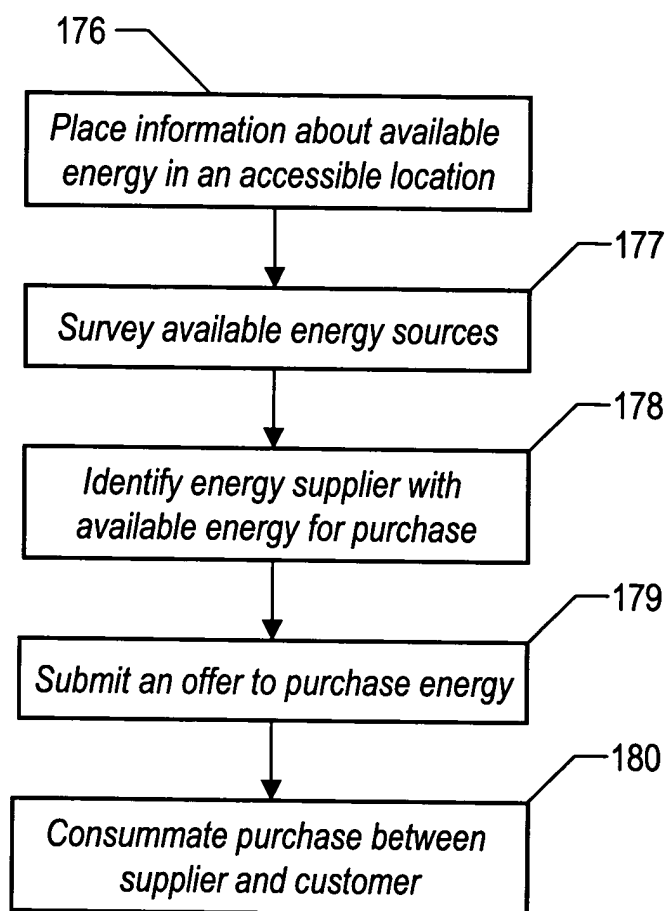 176
Place information about available
energy in an accessible location
177
Survey available energy sources
178
Identify energy supplier with
available energy for purchase
179
Submit an offer to purchase energy
180
Consummate purchase between
supplier and customer